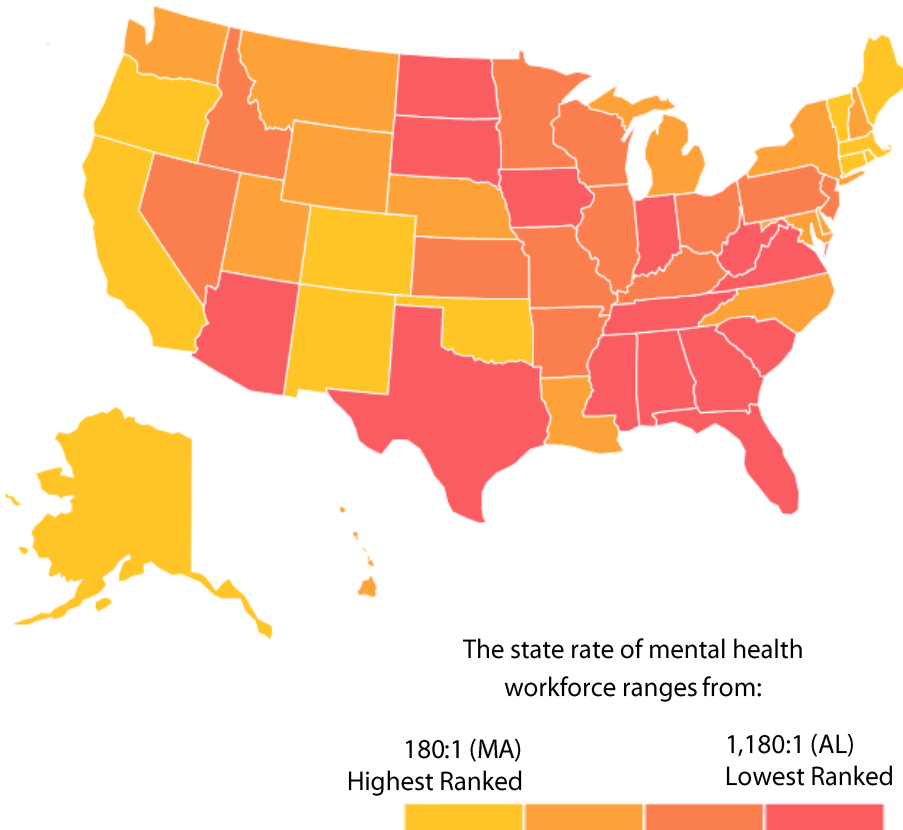 The state rate of mental health
workforce ranges from:
180:1 (MA)
Highest Ranked
1,180:1 (AL)
Lowest Ranked